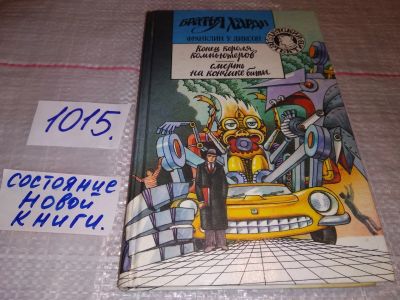 БРАТЬЯ ХАРДИ
ФРАНКЛИН У. ДИКСОН
Конец короля
компьютеров
смерть
на кончике биты
1015.
состояние
новой
книги.